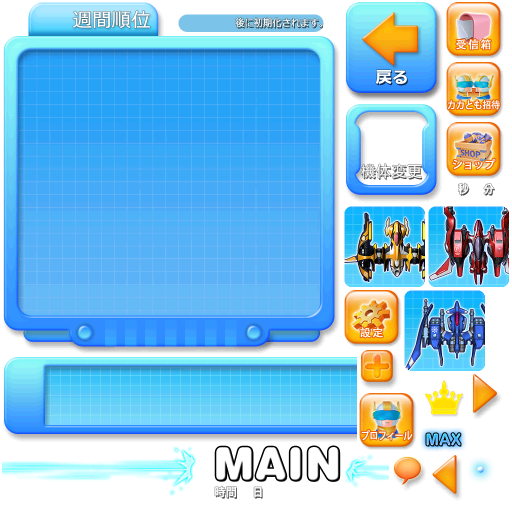 週間順位
後に初期化されます。
戻る
受信箱
カカとも招待
機体変更
SHOP
ショップ
秒 分
設定
プロフィール
MAX
MAIN
時間 日